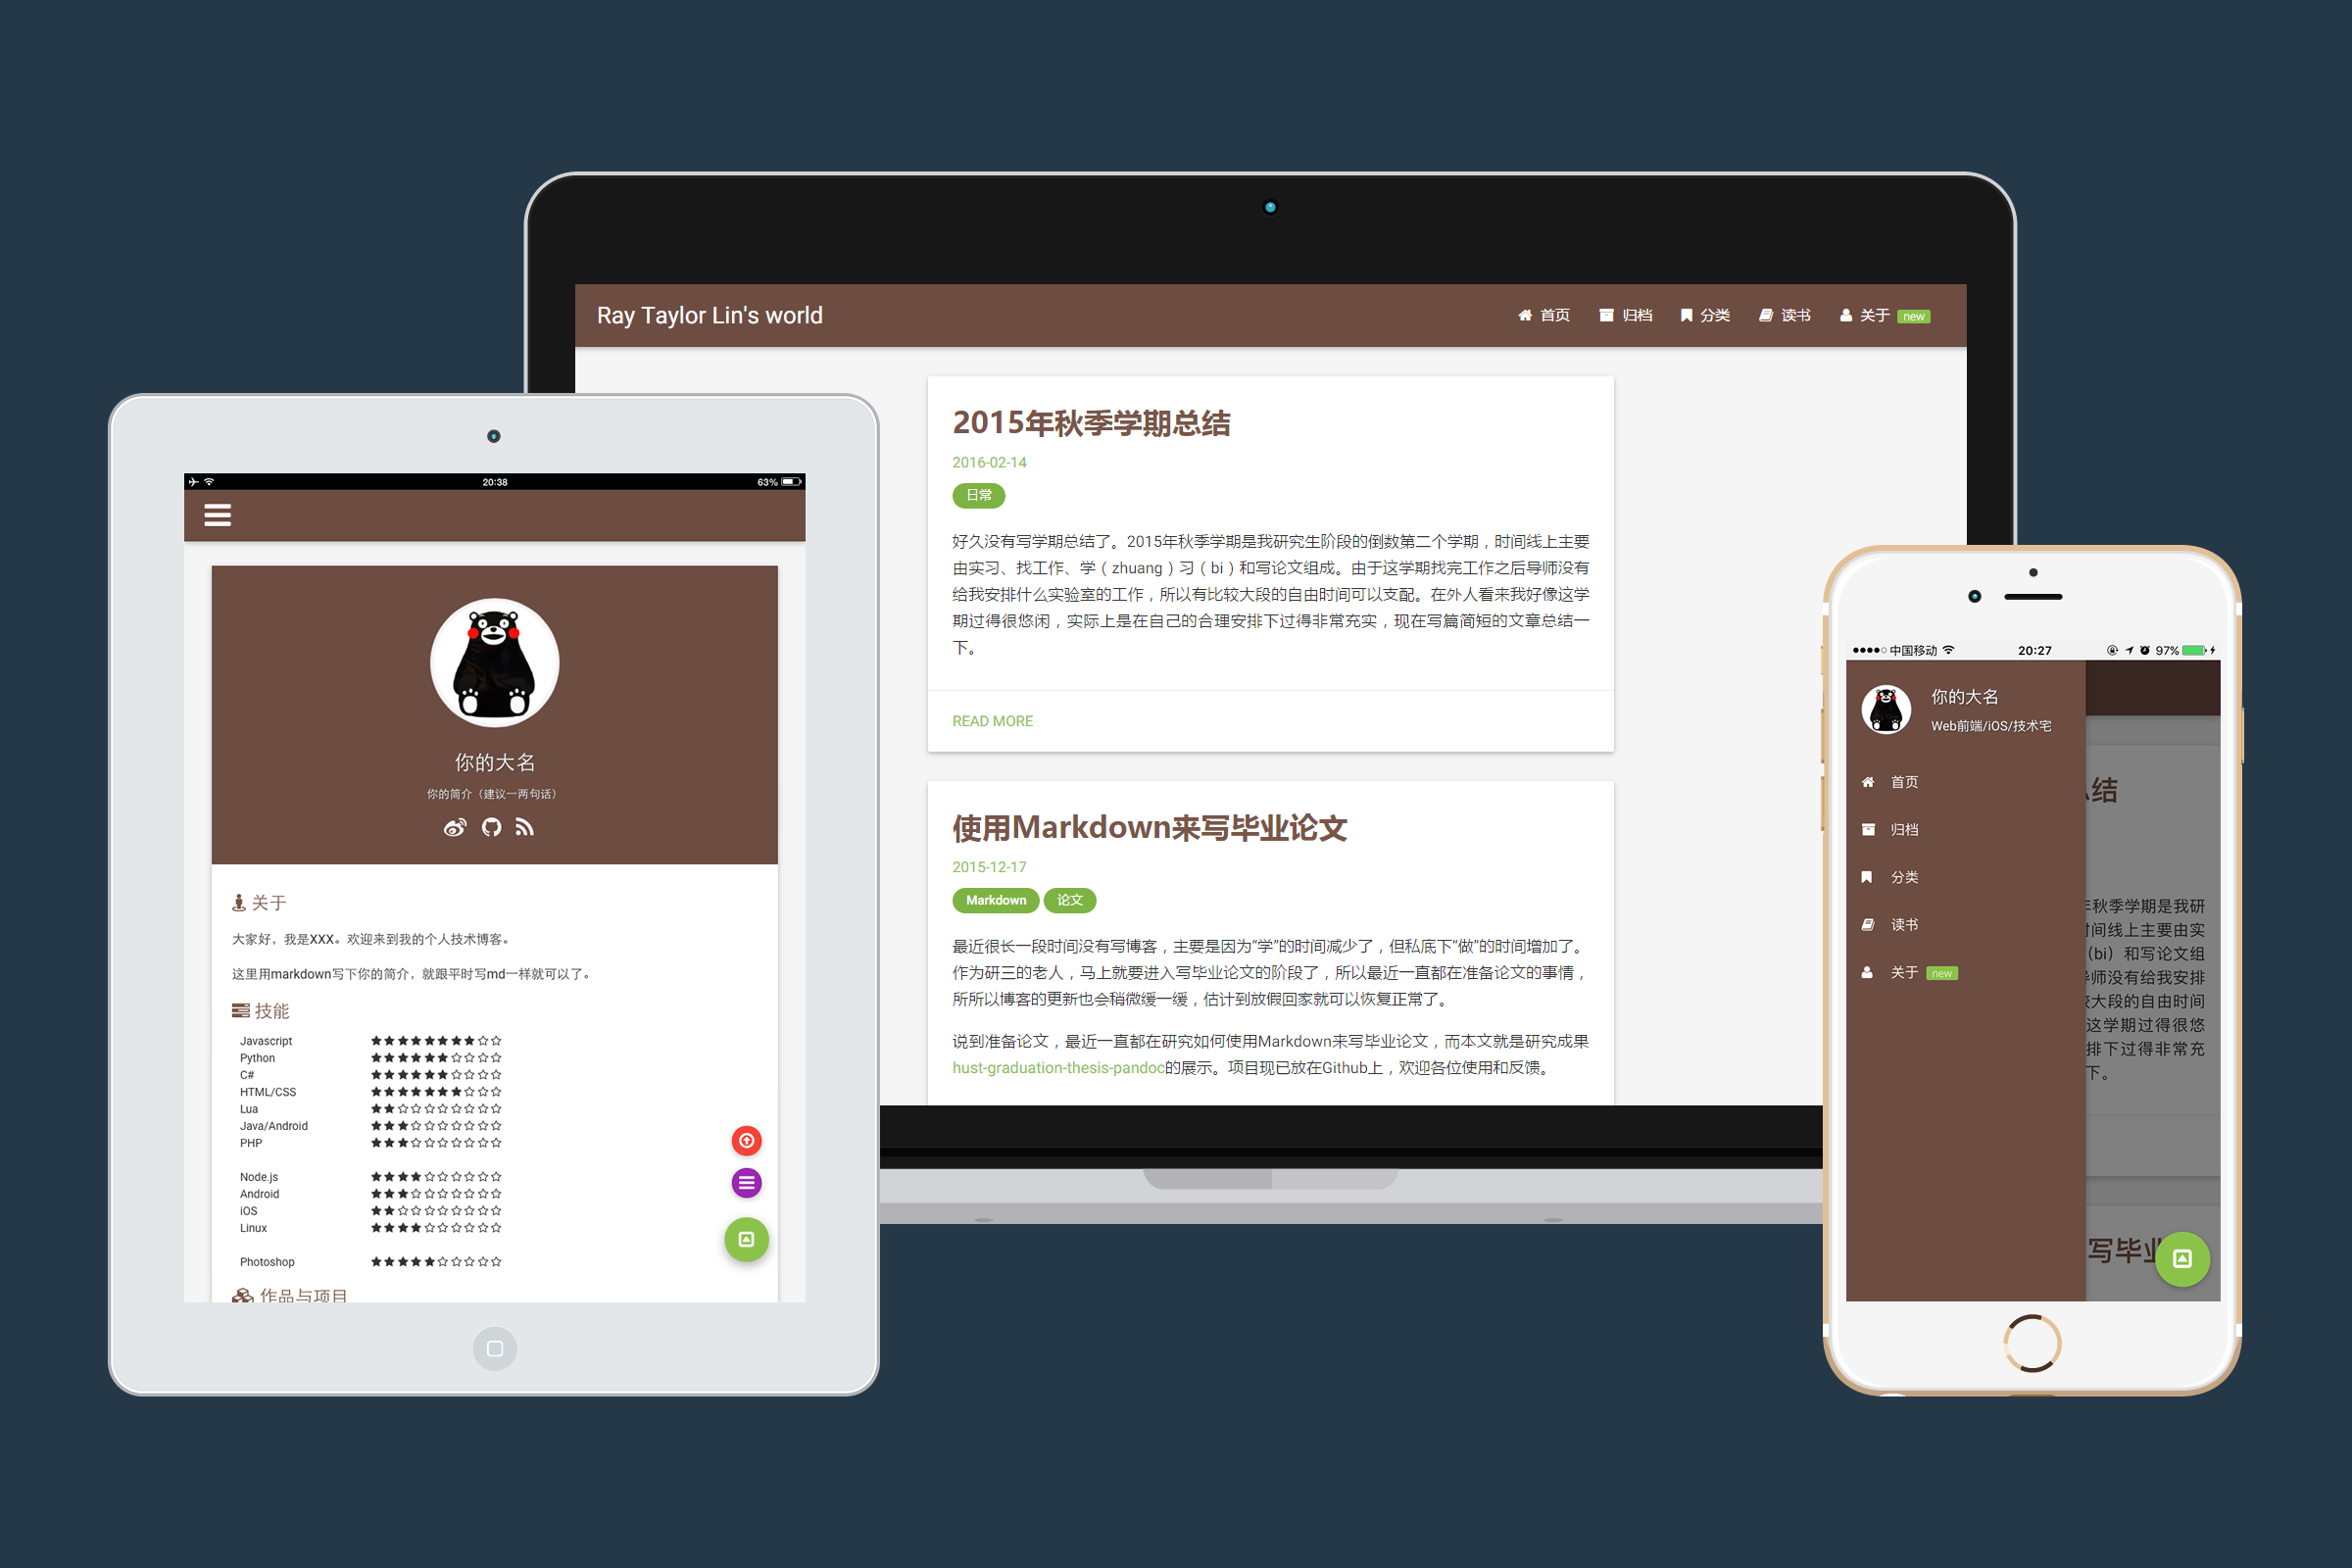 Ray Taylor Lin's world
首页 归档 分类 读书 关于 new
2015年秋季学期总结
2016-02-14
日常
好久没有写学期总结了。2015年秋季学期是我研究生阶段的倒数第二个学期，时间线上主要
由实习、找工作、学（zhuang）习（bi）和写论文组成。由于这学期找完工作之后导师没有
给我安排什么实验室的工作，所以有比较大段的自由时间可以支配。在外人看来我好像这学
期过得很悠闲，实际上是在自己的合理安排下过得非常充实，现在写篇简短的文章总结一
下。
READ MORE
使用Markdown来写毕业论文
2015-12-17
Markdown 论文
最近很长一段时间没有写博客，主要是因为“学”的时间减少了，但私底下“做”的时间增加了。
作为研三的老人，马上就要进入写毕业论文的阶段了，所以最近一直都在准备论文的事情，
所所以博客的更新也会稍微缓一缓，估计到放假回家就可以恢复正常了。
说到准备论文，最近一直都在研究如何使用Markdown来写毕业论文，而本文就是研究成果
hust-graduation-thesis-pandoc的展示。项目现已放在Github上，欢迎各位使用和反馈。
20:38 63%
你的大名
你的简介（建议一两句话）
关于
大家好，我是XXX。欢迎来到我的个人技术博客。
这里用markdown写下你的简介，就跟平时写md一样就可以了。
技能
Javascript
Python
C#
HTML/CSS
Lua
Java/Android
PHP
Node.js
Android
iOS
Linux
Photoshop
作品与项目
中国移动 20:27 97%
你的大名
Web前端/iOS/技术宅
首页
归档
分类
读书
关于 new
结
秋季学期是我研
时间线上主要由实
（bi）和写论文组
导师没有给我安排
大段的自由时间
这学期过得很悠
排下过得非常充
下。
写毕业